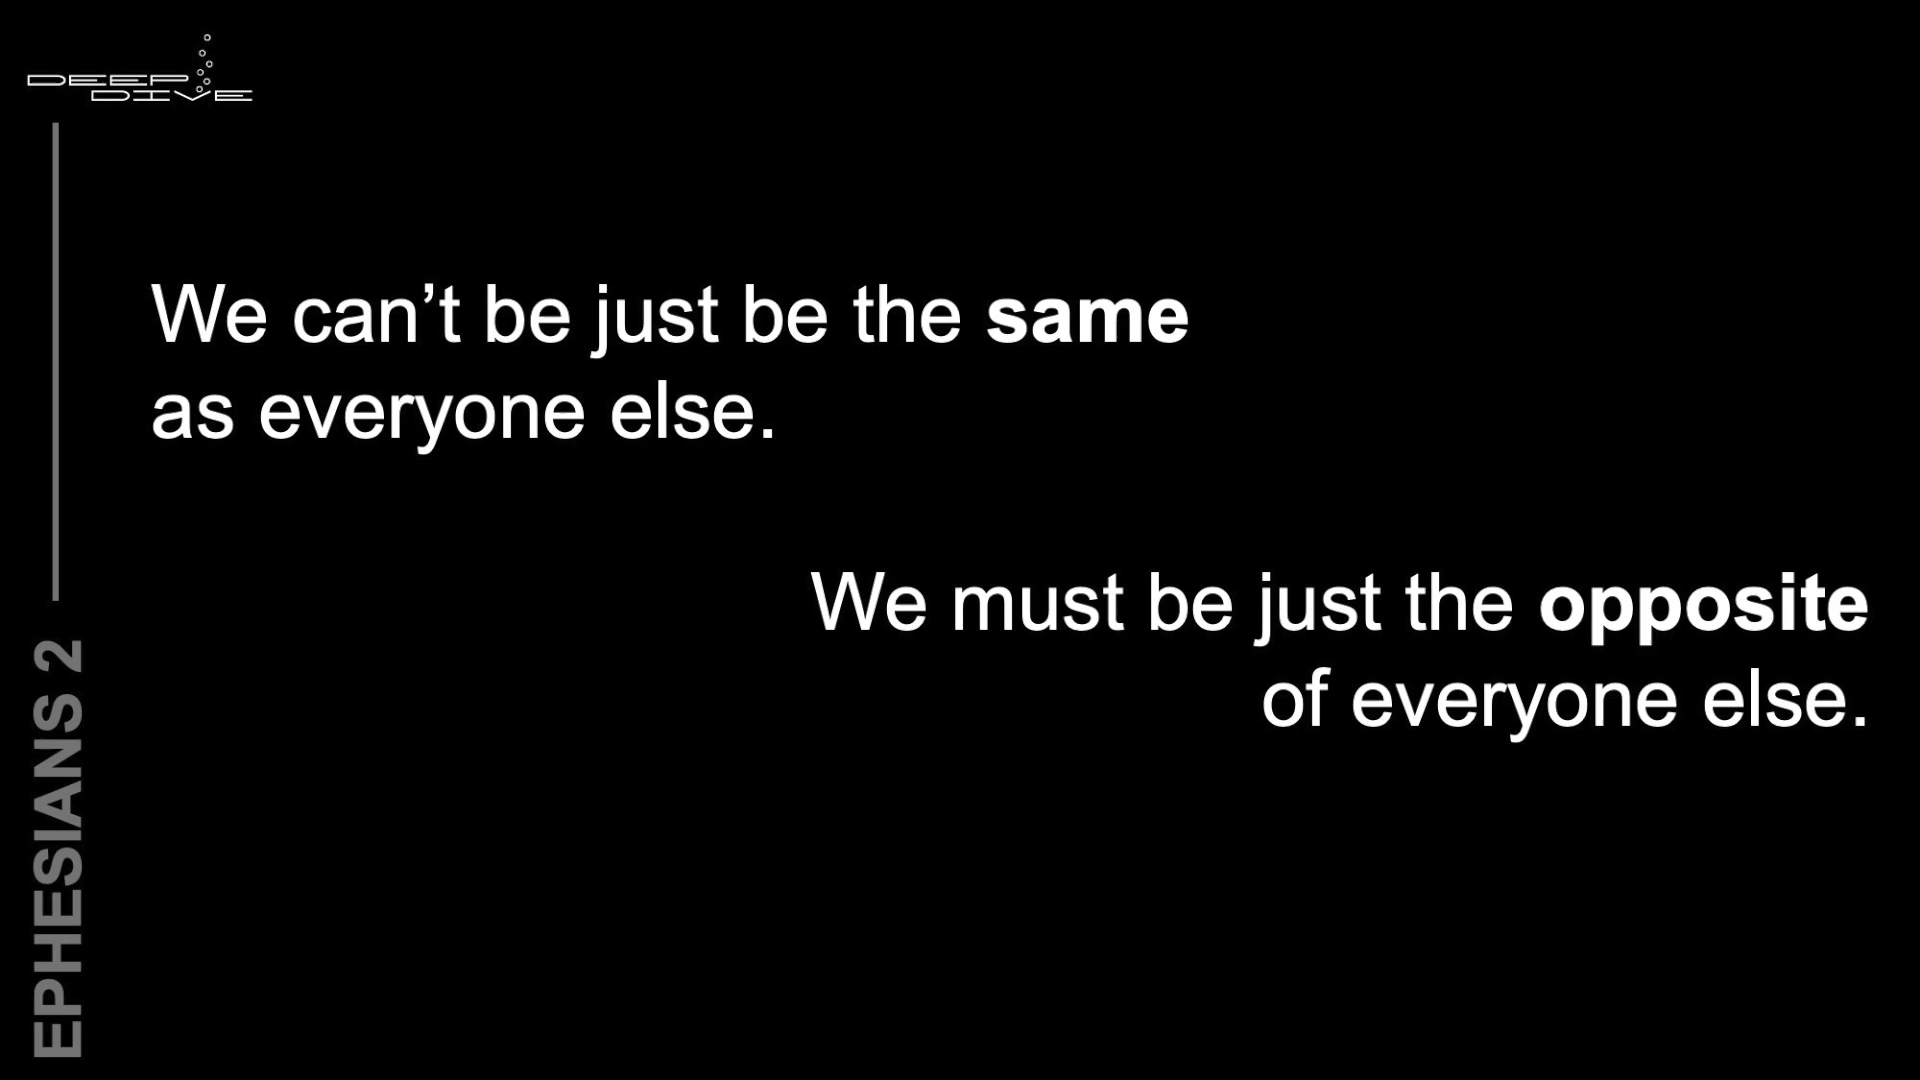 DEEP
DIVE
We can’t be just be the same
as everyone else.
We must be just the opposite
of everyone else.
EPHESIANS 2